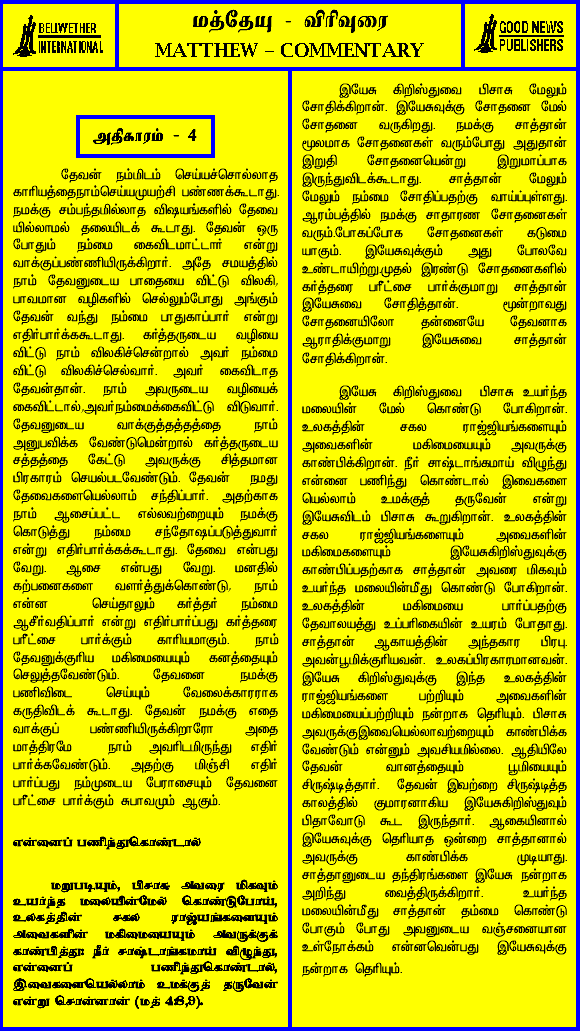 BELLWETHER
INTERNATIONAL
மத்தேயு - விரிவுரை
MATTHEW – COMMENTARY
GOOD NEWS
PUBLISHERS
அதிகாரம் - 4
தேவன் நம்மிடம் செய்யச்சொல்லாத
காரியத்தைநாம்செய்யமுயற்சி பண்ணக்கூடாது.
நமக்கு சம்பந்தமில்லாத விஷயங்களில் தேவை
யில்லாமல் தலையிடக் கூடாது. தேவன் ஒரு
போதும் நம்மை கைவிடமாட்டார் என்று
வாக்குப்பண்ணியிருக்கிறார். அதே சமயத்தில்
நாம் தேவனுடைய பாதையை விட்டு விலகி,
பாவமான வழிகளில் செல்லும்போது அங்கும்
தேவன் வந்து நம்மை பாதுகாப்பார் என்று
எதிர்பார்க்ககூடாது. கர்த்தருடைய வழியை
விட்டு நாம் விலகிச்சென்றால் அவர் நம்மை
விட்டு விலகிச்செல்வார். அவர் கைவிடாத
தேவன்தான். நாம் அவருடைய வழியைக்
கைவிட்டால்,அவர்நம்மைக்கைவிட்டு விடுவார்.
தேவனுடைய வாக்குத்தத்தத்தை நாம்
அனுபவிக்க வேண்டுமென்றால் கர்த்தருடைய
சத்தத்தை கேட்டு அவருக்கு சித்தமான
பிரகாரம் செயல்படவேண்டும். தேவன் நமது
தேவைகளையெல்லாம் சந்திப்பார். அதற்காக
நாம் ஆசைப்பட்ட எல்லவற்றையும் நமக்கு
கொடுத்து நம்மை சந்தோஷப்படுத்துவார்
என்று எதிர்பார்க்கக்கூடாது. தேவை என்பது
வேறு. ஆசை என்பது வேறு. மனதில்
கற்பனைகளை வளர்த்துக்கொண்டு, நாம்
என்ன செய்தாலும் கர்த்தர் நம்மை
ஆசீர்வதிப்பார் என்று எதிர்பார்ப்பது கர்த்தரை
பரீட்சை பார்க்கும் காரியமாகும். நாம்
தேவனுக்குரிய மகிமையையும் கனத்தையும்
செலுத்தவேண்டும். தேவனை நமக்கு
பணிவிடை செய்யும் வேலைக்காரராக
கருதிவிடக் கூடாது. தேவன் நமக்கு எதை
வாக்குப் பண்ணியிருக்கிறாரோ அதை
மாத்திரமே நாம் அவரிடமிருந்து எதிர்
பார்க்கவேண்டும். அதற்கு மிஞ்சி எதிர்
பார்ப்பது நம்முடைய பேராசையும் தேவனை
பரீட்சை பார்க்கும் சுபாவமும் ஆகும்.
என்னைப் பணிந்துகொண்டால்
மறுபடியும், பிசாசு அவரை மிகவும்
உயர்ந்த மலையின்மேல் கொண்டுபோய்,
உலகத்தின் சகல ராஜ்யங்களையும்
அவைகளின் மகிமையையும் அவருக்குக்
காண்பித்து: நீர் சாஷ்டாங்கமாய் விழுந்து,
என்னைப் பணிந்துகொண்டால்,
இவைகளையெல்லாம் உமக்குத் தருவேன்
என்று சொன்னான் (மத் 4:8,9).
இயேசு கிறிஸ்துவை பிசாசு மேலும்
சோதிக்கிறான். இயேசுவுக்கு சோதனை மேல்
சோதனை வருகிறது. நமக்கு சாத்தான்
மூலமாக சோதனைகள் வரும்போது அதுதான்
இறுதி சோதனையென்று இறுமாப்பாக
இருந்துவிடக்கூடாது. சாத்தான் மேலும்
மேலும் நம்மை சோதிப்பதற்கு வாய்ப்புள்ளது.
ஆரம்பத்தில் நமக்கு சாதாரண சோதனைகள்
வரும்.போகப்போக சோதனைகள் கடுமை
யாகும். இயேசுவுக்கும் அது போலவே
உண்டாயிற்று.முதல் இரண்டு சோதனைகளில்
கர்த்தரை பரீட்சை பார்க்குமாறு சாத்தான்
இயேசுவை சோதித்தான். மூன்றாவது
சோதனையிலோ தன்னையே தேவனாக
ஆராதிக்குமாறு இயேசுவை சாத்தான்
சோதிக்கிறான்.
இயேசு கிறிஸ்துவை பிசாசு உயர்ந்த
மலையின் மேல் கொண்டு போகிறான்.
உலகத்தின் சகல ராஜ்ஜியங்களையும்
அவைகளின் மகிமையையும் அவருக்கு
காண்பிக்கிறான். நீர் சாஷ்டாங்கமாய் விழுந்து
என்னை பணிந்து கொண்டால் இவைகளை
யெல்லாம் உமக்குத் தருவேன் என்று
இயேசுவிடம் பிசாசு கூறுகிறான். உலகத்தின்
சகல ராஜ்ஜியங்களையும் அவைகளின்
மகிமைகளையும் இயேசுகிறிஸ்துவுக்கு
காண்பிப்பதற்காக சாத்தான் அவரை மிகவும்
உயர்ந்த மலையின்மீது கொண்டு போகிறான்.
உலகத்தின் மகிமையை பார்ப்பதற்கு
தேவாலயத்து உப்பரிகையின் உயரம் போதாது.
சாத்தான் ஆகாயத்தின் அந்தகார பிரபு.
அவன்பூமிக்குரியவன். உலகப்பிரகாரமானவன்.
இயேசு கிறிஸ்துவுக்கு இந்த உலகத்தின்
ராஜ்ஜியங்களை பற்றியும் அவைகளின்
மகிமையைப்பற்றியும் நன்றாக தெரியும். பிசாசு
அவருக்குஇவையெல்லாவற்றையும் காண்பிக்க
வேண்டும் என்னும் அவசியமில்லை. ஆதியிலே
தேவன் வானத்தையும் பூமியையும்
சிருஷ்டித்தார். தேவன் இவற்றை சிருஷ்டித்த
காலத்தில் குமாரனாகிய இயேசுகிறிஸ்துவும்
பிதாவோடு கூட இருந்தார். ஆகையினால்
இயேசுவுக்கு தெரியாத ஒன்றை சாத்தானால்
அவருக்கு காண்பிக்க முடியாது.
சாத்தானுடைய தந்திரங்களை இயேசு நன்றாக
அறிந்து வைத்திருக்கிறார். உயர்ந்த
மலையின்மீது சாத்தான் தம்மை கொண்டு
போகும் போது அவனுடைய வஞ்சனையான
உள்நோக்கம் என்னவென்பது இயேசுவுக்கு
நன்றாக தெரியும்.